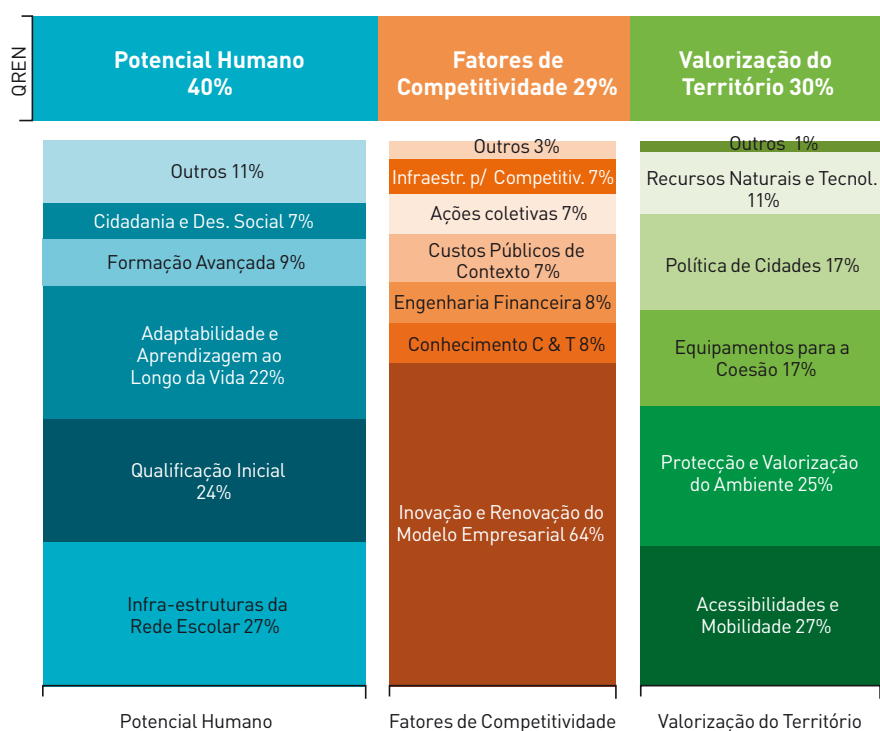 QREN
Potencial Humano
40%
Fatores de
Competitividade 29%
Valorização do
Território 30%
Outros 11%
Cidadania e Des. Social 7%
Formação Avançada 9%
Adaptabilidade e
Aprendizagem ao
Longo da Vida 22%
Qualificação Inicial
24%
Infra-estruturas da
Rede Escolar 27%
Outros 3%
Infraestr. p/ Competitiv. 7%
Ações coletivas 7%
Custos Públicos de
Contexto 7%
Engenharia Financeira 8%
Conhecimento C & T 8%
Inovação e Renovação do
Modelo Empresarial 64%
Outros 1%
Recursos Naturais e Tecnol.
11%
Política de Cidades 17%
Equipamentos para a
Coesão 17%
Protecção e Valorização
do Ambiente 25%
Acessibilidades e
Mobilidade 27%
Potencial Humano
Fatores de Competitividade
Valorização do Território